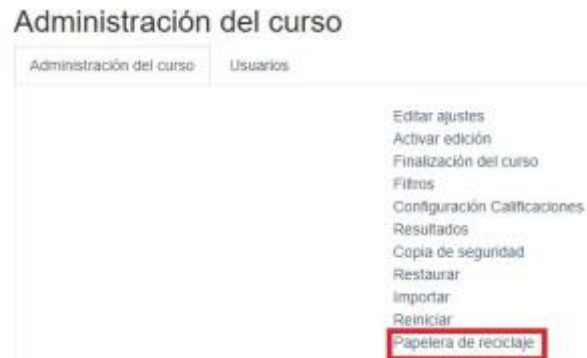 Administración del curso
Administración del curso Usuarios
Editar ajustes
Activar edición
Finalización del curso
Filtros
Configuración Calificaciones
Resultados
Copia de seguridad
Restaurar
Importar
Reiniciar
Papelera de reciclaje